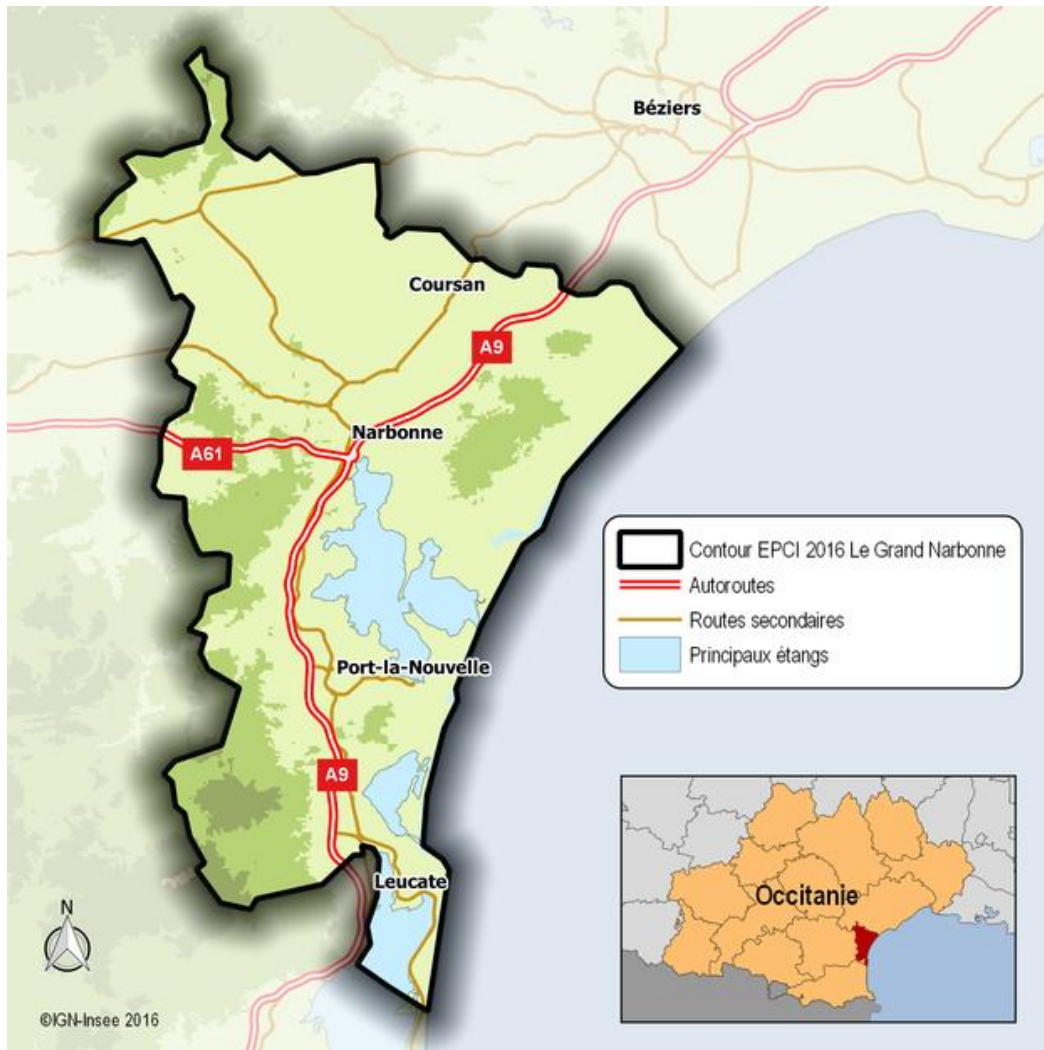 Béziers
Coursan
A9
Narbonne
A61
Contour EPCI 2016 Le Grand Narbonne
Autoroutes
Routes secondaires
Principaux étangs
Port-la-Nouvelle
A9
Leucate
Occitanie
N
©IGN-Insee 2016